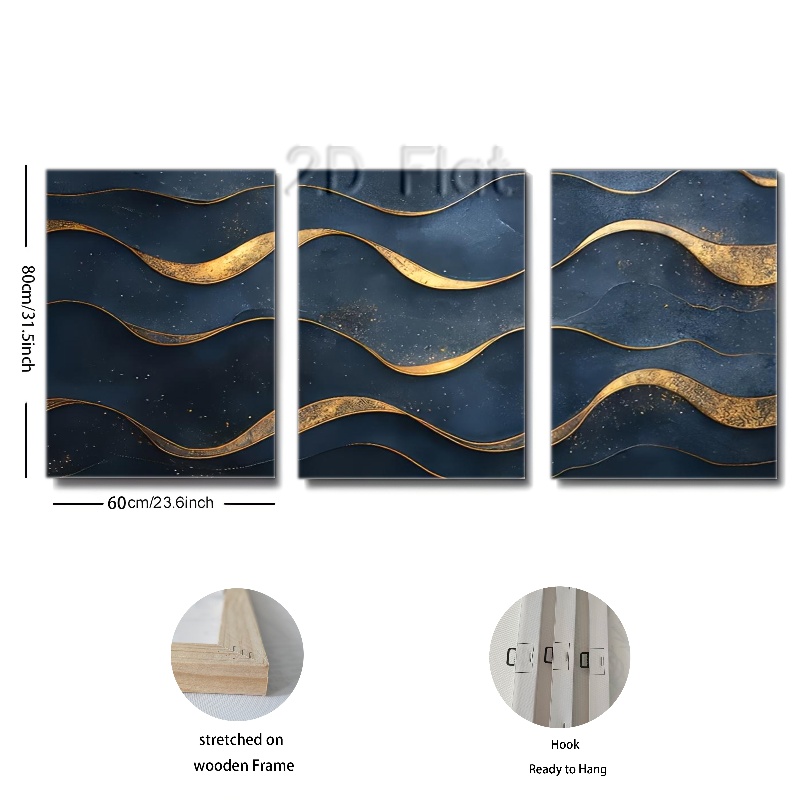 2D Flat
80cm/31.5inch
60cm/23.6inch
stretched on
wooden Frame
Hook
Ready to Hang